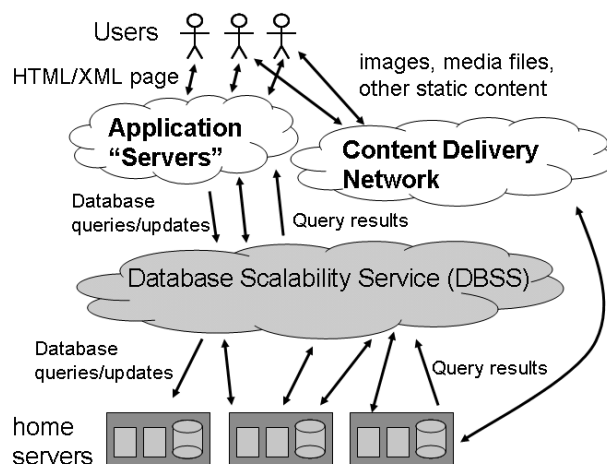 Users
HTML/XML page
images, media files,
other static content
Application
“Servers”
Content Delivery
Network
Database
queries/updates
Query results
Database Scalability Service (DBSS)
Database
queries/updates
Query results
home
servers